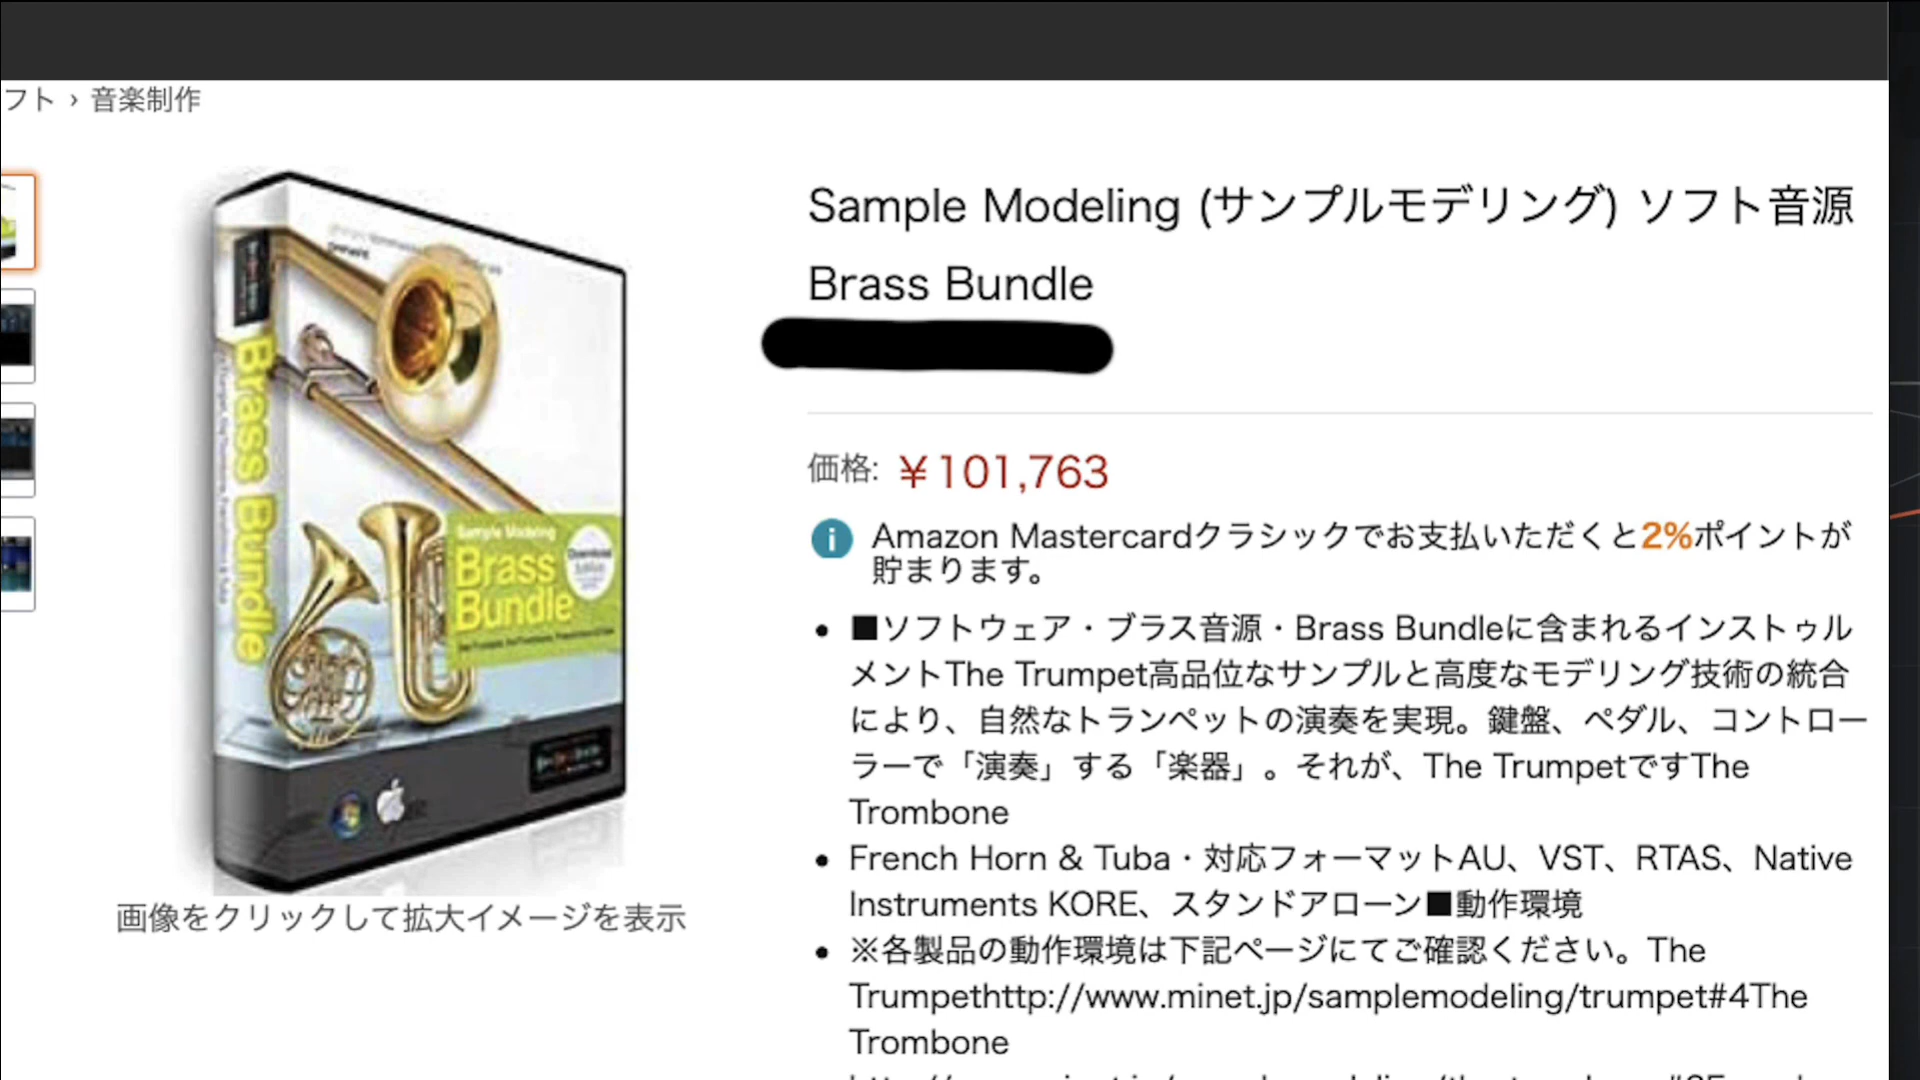 フト › 音楽制作
Sample Modeling (サンプルモデリング) ソフト音源
Brass Bundle
価格: ￥101,763
i
Amazon Mastercardクラシックでお支払いただくと2%ポイントが
貯まります。
• ■ソフトウェア・ブラス音源・Brass Bundleに含まれるインストゥル
メントThe Trumpet高品位なサンプルと高度なモデリング技術の統合
により、自然なトランペットの演奏を実現。鍵盤、ペダル、コントロー
ラーで「演奏」する「楽器」。それが、The TrumpetですThe
Trombone
• French Horn & Tuba・対応フォーマットAU、VST、RTAS、Native
Instruments KORE、スタンドアローン■動作環境
• ※各製品の動作環境は下記ページにてご確認ください。The
Trumpethttp://www.minet.jp/samplemodeling/trumpet#4The
Trombone
Brass Bundle
Sample Modeling
Brass
Bundle
Download
画像をクリックして拡大イメージを表示